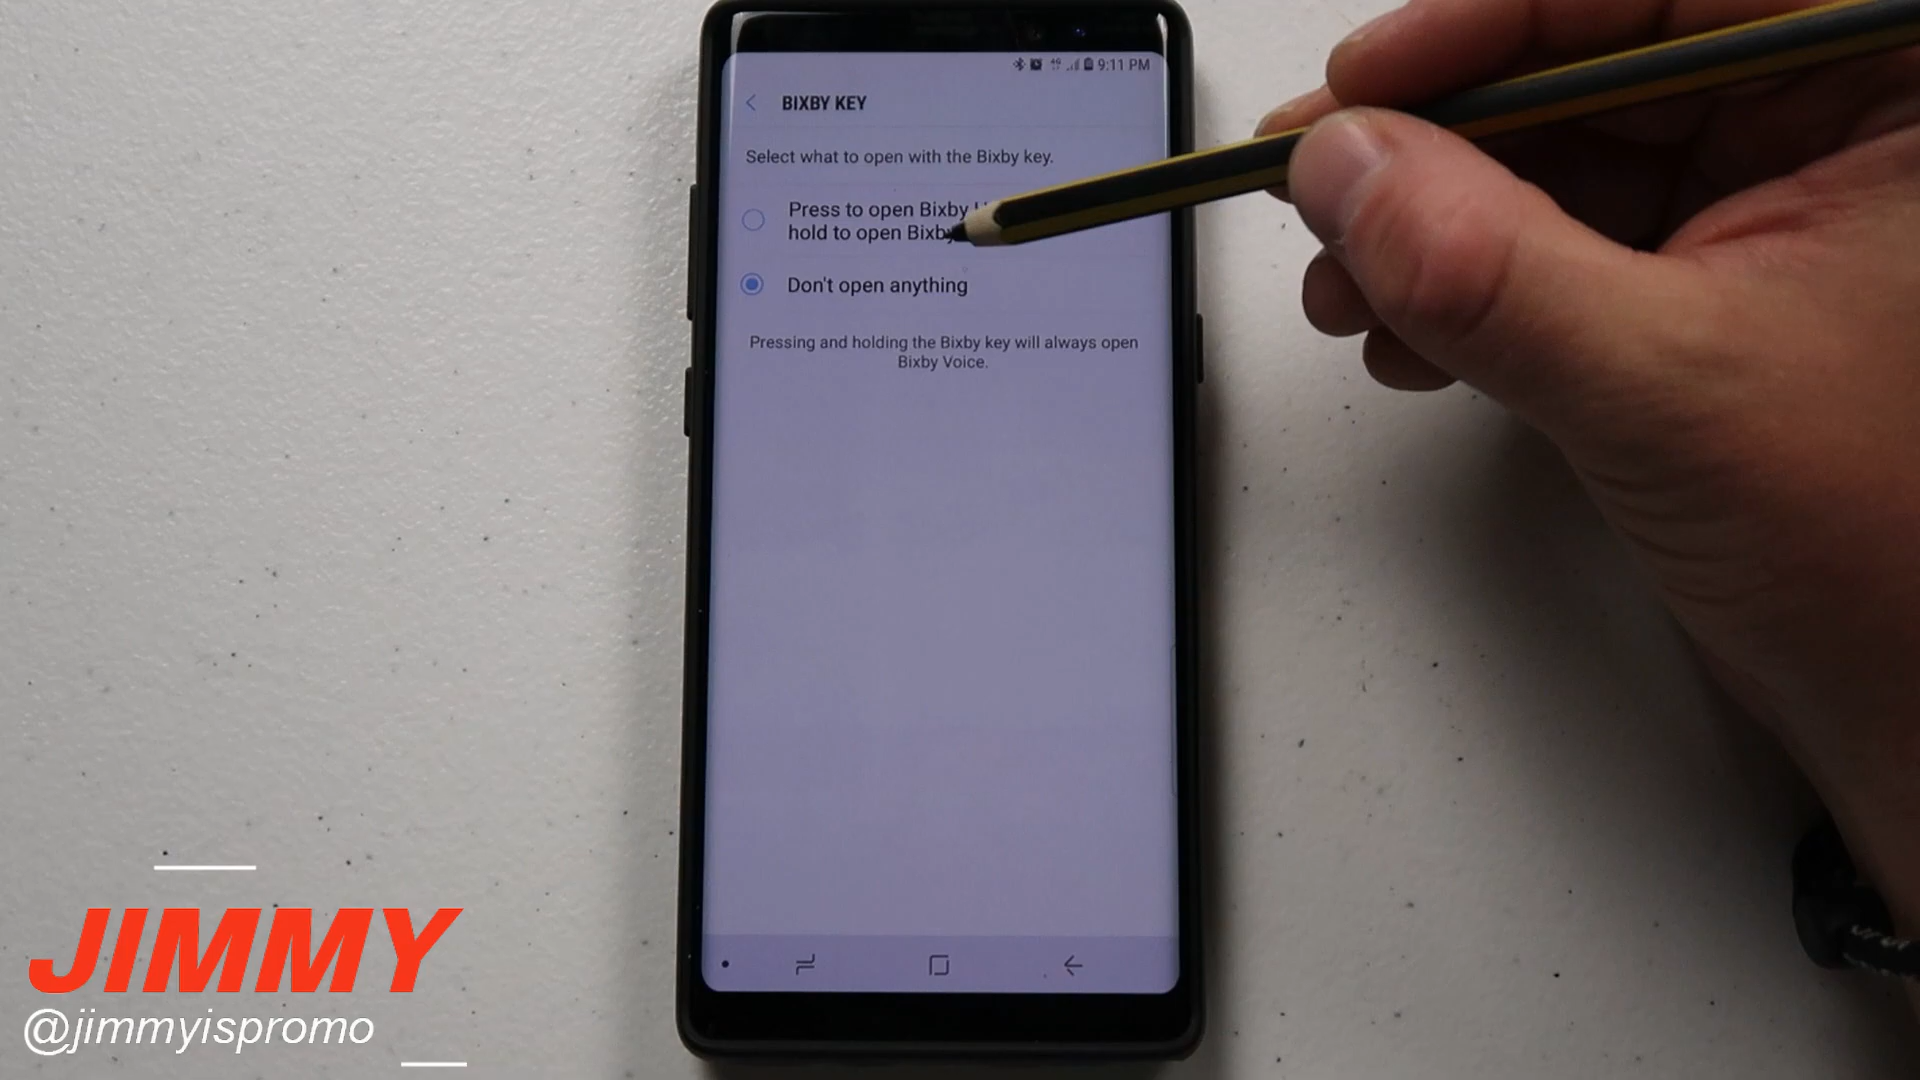 9:11 PM
BIXBY KEY
Select what to open with the Bixby key.
Press to open Bixby
hold to open Bixby
Don't open anything
Pressing and holding the Bixby key will always open
Bixby Voice.
JIMMY
@jimmyispromo